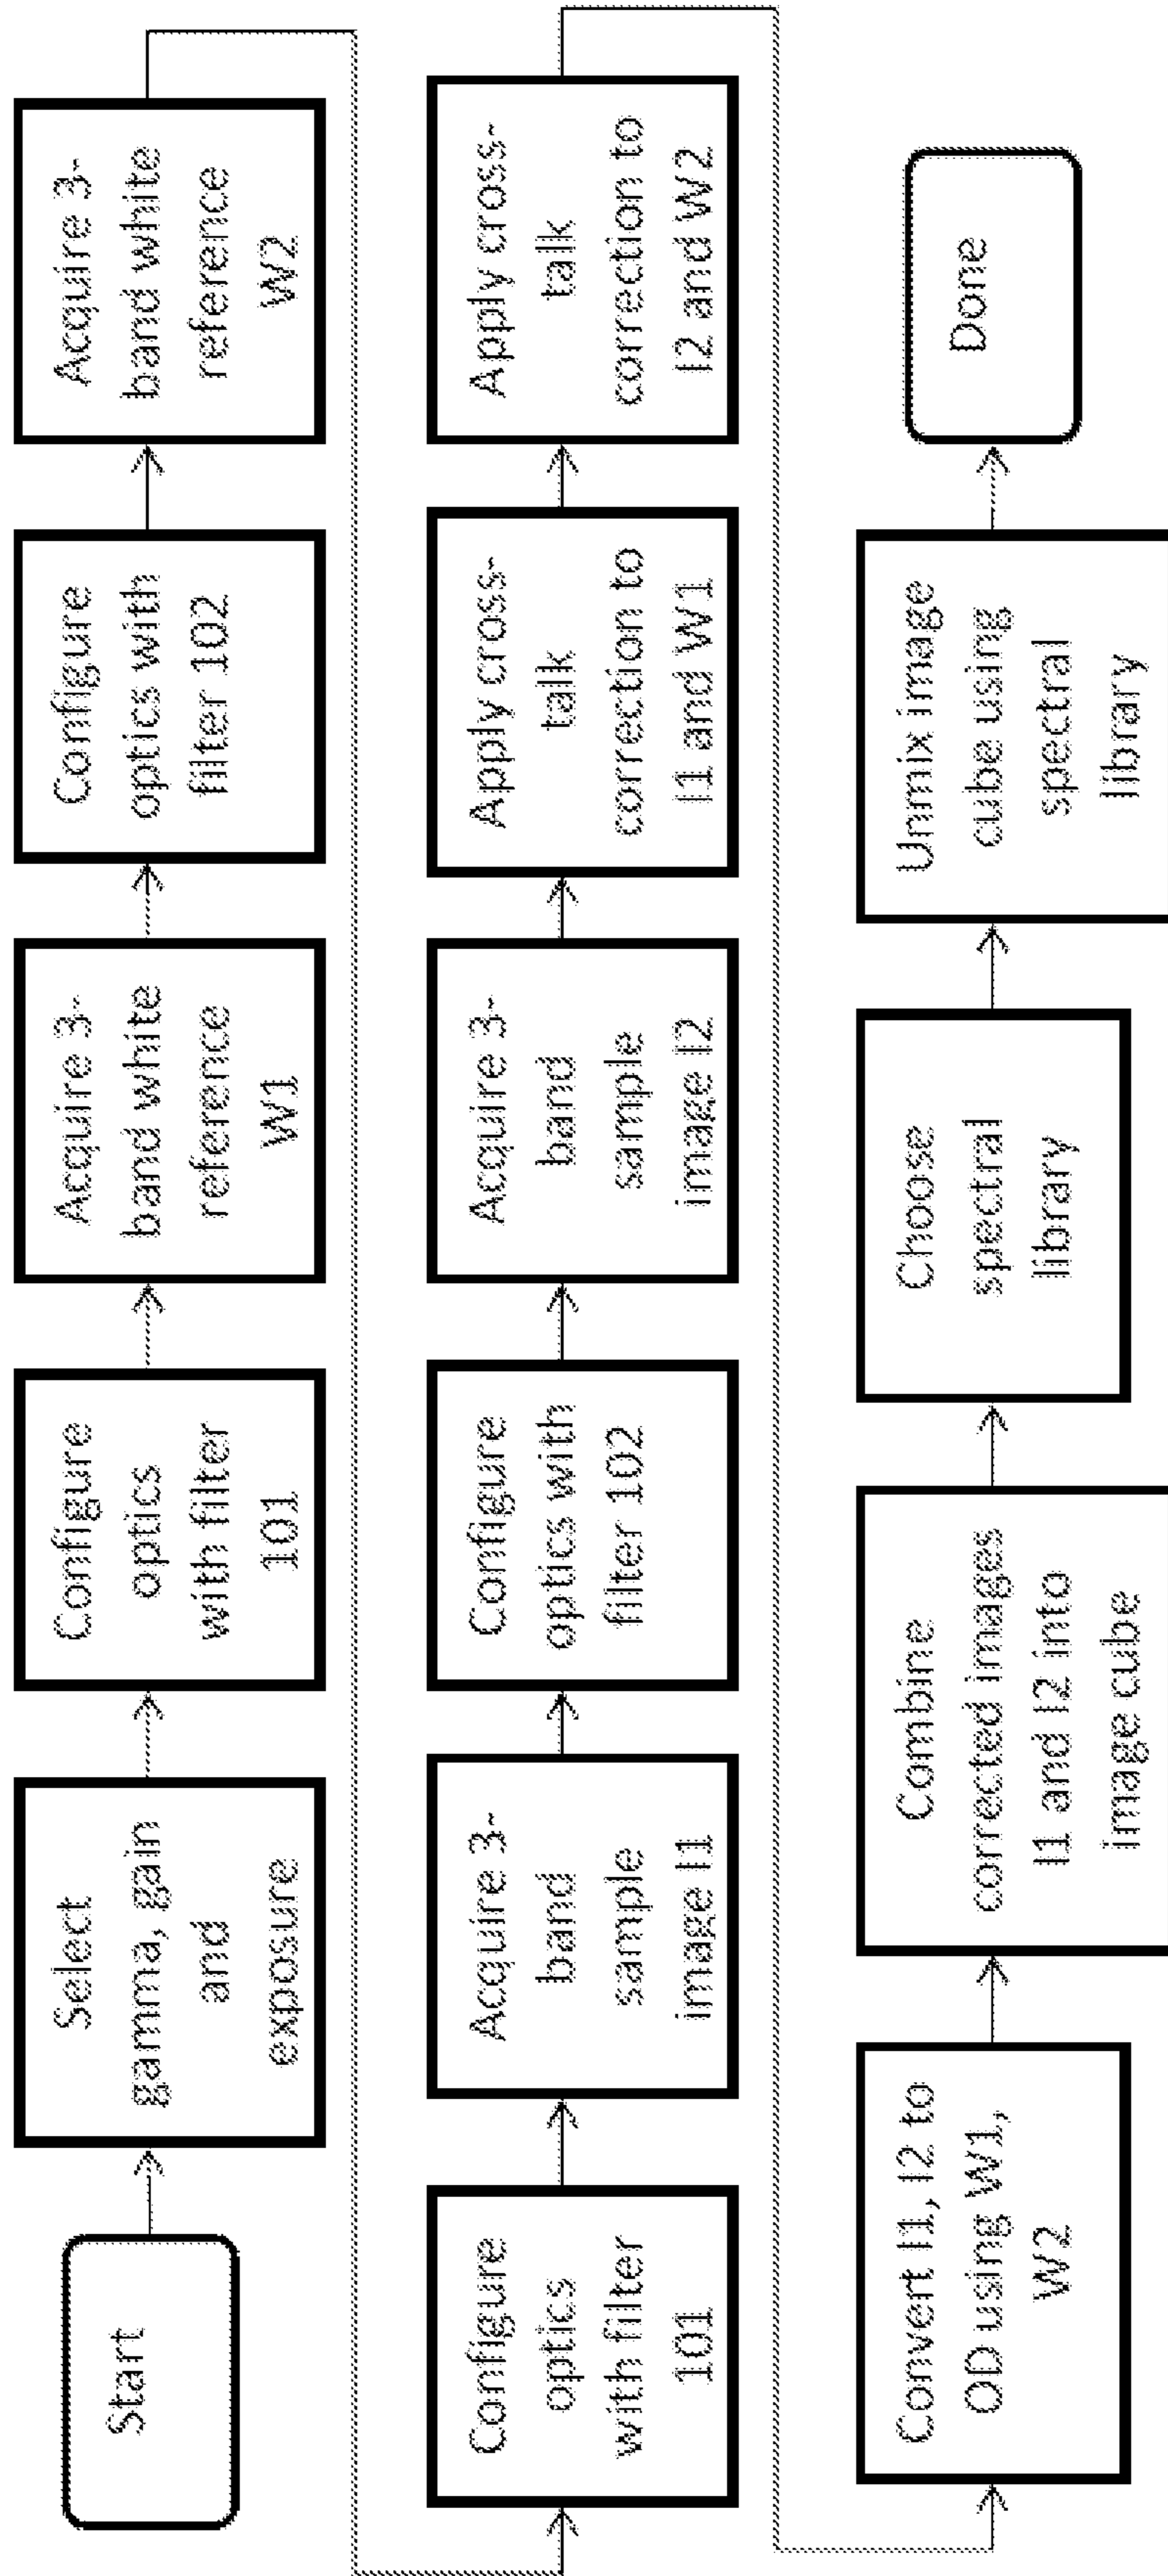 Start
Select
gamma, gain
and
exposure
Configure
optics
with filter
101
Acquire 3-
band white
reference
W1
Configure
optics with
filter 102
Acquire 3-
band white
reference
W2
Configure
optics
with filter
101
Acquire 3-
band
sample
image I1
Configure
optics with
filter 102
Acquire 3-
band
sample
image I2
Apply cross-
talk
correction to
I1 and W1
Apply cross-
talk
correction to
I2 and W2
Convert I1, I2 to
OD using W1,
W2
Combine
corrected images
I1 and I2 into
image cube
Choose
spectral
library
Unmix image
cube using
spectral
library
Done